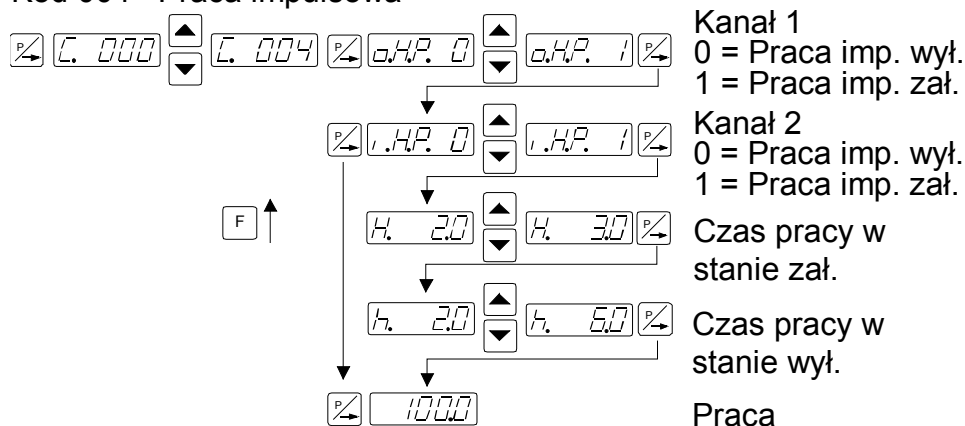 Kod 004 - Praca impulsowa
P C. 000 C. 004 P o.H.P. 0 o.H.P. 1 P
Kanał 1
0 = Praca imp. wył.
1 = Praca imp. zał.
P i.H.P. 0 i.H.P. 1 P
Kanał 2
0 = Praca imp. wył.
1 = Praca imp. zał.
F
H. 2.0 H. 3.0 P
Czas pracy w
stanie zał.
h. 2.0 h. P
Czas pracy w
stanie wył.
P 100.0
Praca